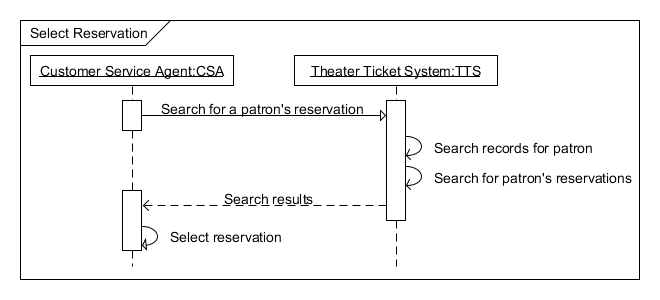 Select Reservation
Customer Service Agent:CSA
Theater Ticket System:TTS
Search for a patron's reservation
Search records for patron
Search for patron's reservations
Search results
Select reservation